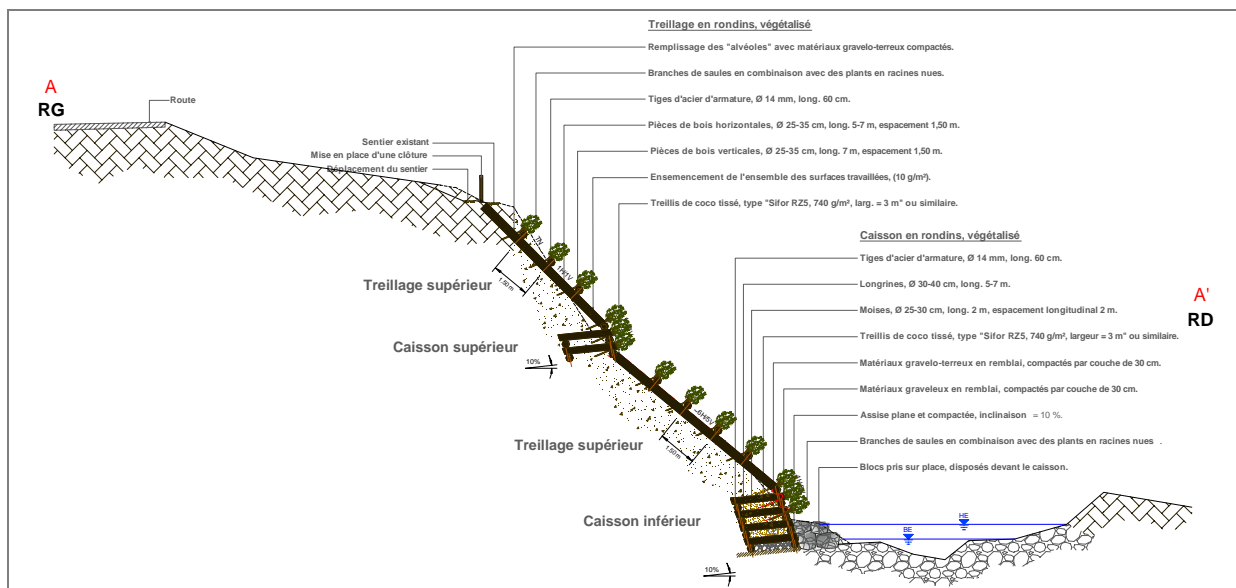 Treillage en rondins, végétalisé
Remplissage des "alvéoles" avec matériaux gravelo-terreux compactés.
Branches de saules en combinaison avec des plants en racines nues.
Tiges d'acier d'armature, Ø 14 mm, long. 60 cm.
Pièces de bois horizontales, Ø 25-35 cm, long. 5-7 m, espacement 1,50 m.
Pièces de bois verticales, Ø 25-35 cm, long. 7 m, espacement 1,50 m.
Ensemencement de l'ensemble des surfaces travaillées, (10 g/m²).
Treillis de coco tissé, type "Sifor RZ5, 740 g/m², larg. = 3 m" ou similaire.
A
RG
Route
Sentier existant
Mise en place d'une clôture
Déplacement du sentier
TN
1H/1V
1.50 m
Treillage supérieur
Caisson supérieur
10%
Caisson en rondins, végétalisé
Tiges d'acier d'armature, Ø 14 mm, long. 60 cm.
Longrines, Ø 30-40 cm, long. 5-7 m.
Moises, Ø 25-30 cm, long. 2 m, espacement longitudinal 2 m.
Treillis de coco tissé, type "Sifor RZ5, 740 g/m², largeur = 3 m" ou similaire.
Matériaux gravelo-terreux en remblai, compactés par couche de 30 cm.
Matériaux graveleux en remblai, compactés par couche de 30 cm.
Assise plane et compactée, inclinaison = 10 %.
Branches de saules en combinaison avec des plants en racines nues .
Blocs pris sur place, disposés devant le caisson.
A'
RD
~6H/5V
1.50 m
Treillage supérieur
Caisson inférieur
HE
BE
10%